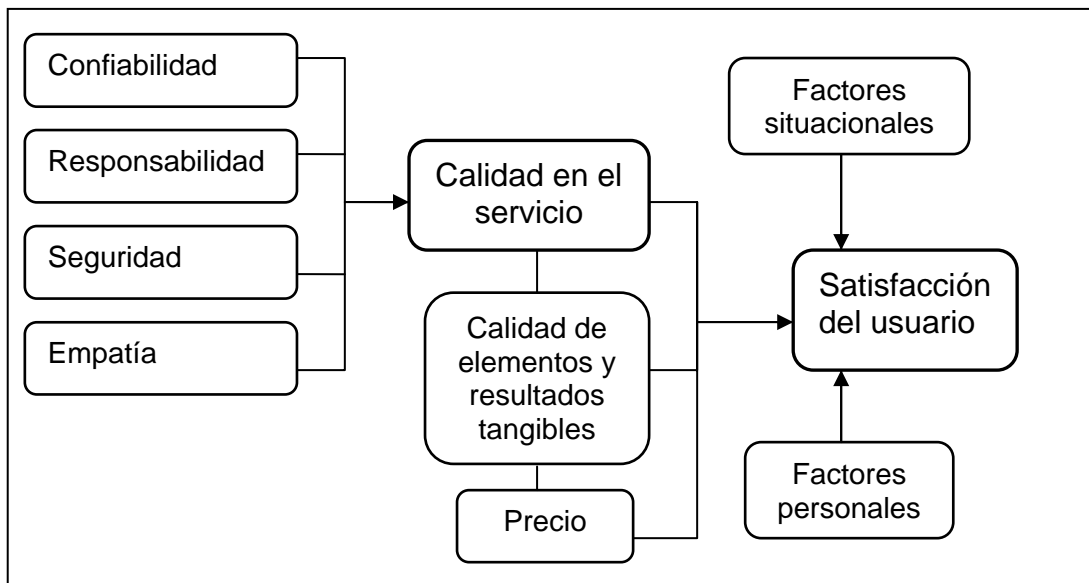 Confiabilidad
Responsabilidad
Seguridad
Empatía
Calidad en el
servicio
Calidad de
elementos y
resultados
tangibles
Precio
Factores
situacionales
Satisfacción
del usuario
Factores
personales